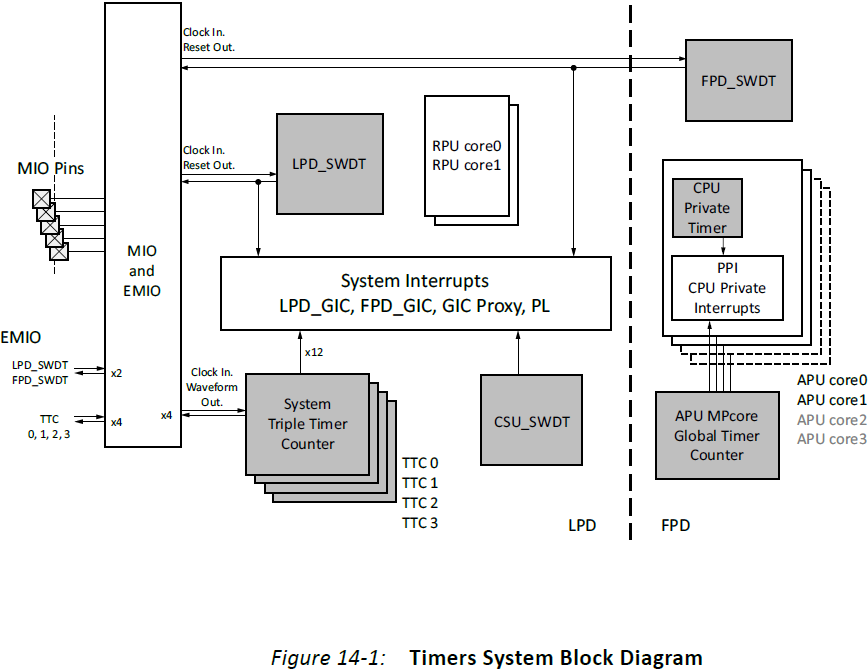 Clock In.
Reset Out.
FPD_SWDT
Clock In.
Reset Out.
LPD_SWDT
RPU core0
RPU core1
MIO Pins
CPU
Private
Timer
MIO
and
EMIO
System Interrupts
LPD_GIC, FPD_GIC, GIC Proxy, PL
PPI
CPU Private
Interrupts
EMIO
LPD_SWDT
FPD_SWDT
x2
TTC
0, 1, 2, 3
x4
x4
Clock In.
Waveform
Out.
x12
System
Triple Timer
Counter
TTC 0
TTC 1
TTC 2
TTC 3
CSU_SWDT
APU MPcore
Global Timer
Counter
APU core0
APU core1
APU core2
APU core3
LPD
FPD
Figure 14-1: Timers System Block Diagram